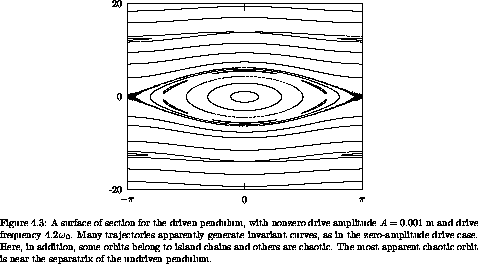 20
0
-20
−π 0 π
Figure 4.3: A surface of section for the driven pendulum, with nonzero drive amplitude A = 0.001 m and drive
frequency 4.2ω₀. Many trajectories apparently generate invariant curves, as in the zero-amplitude drive case.
Here, in addition, some orbits belong to island chains and others are chaotic. The most apparent chaotic orbit
is near the separatrix of the undriven pendulum.